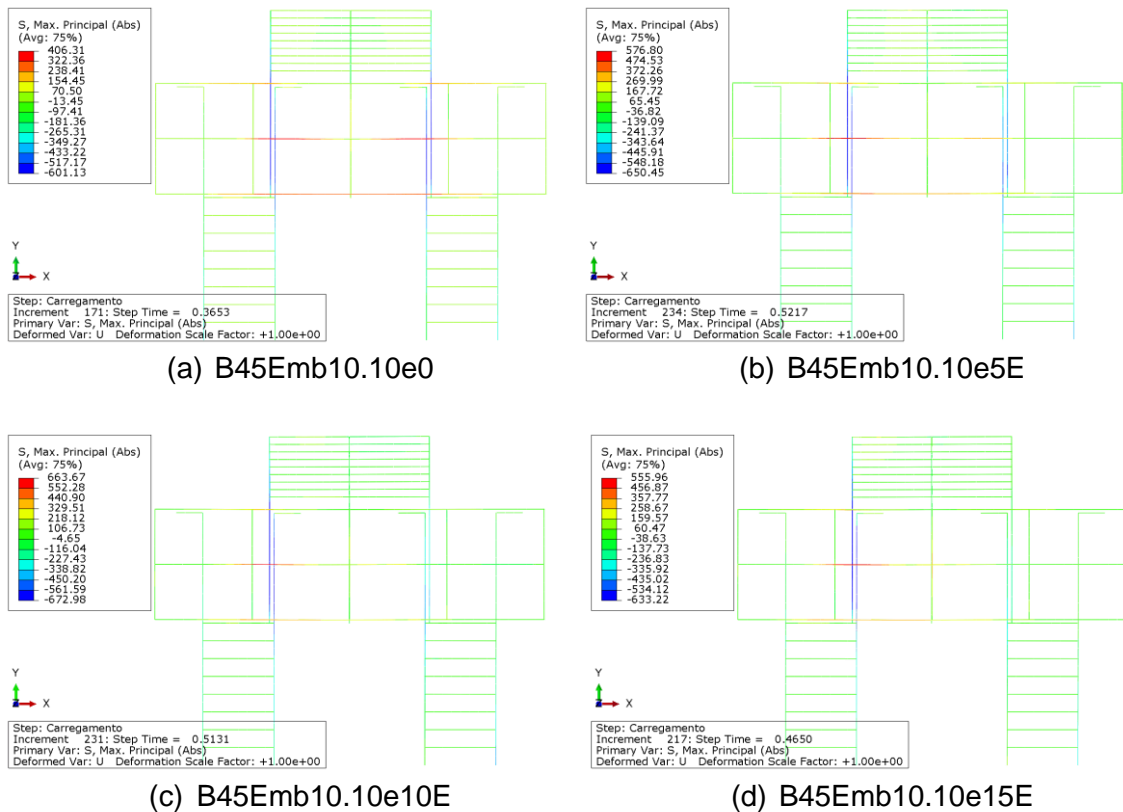 S, Max. Principal (Abs)
(Avg: 75%)
406.31
322.36
238.41
154.45
70.50
-13.45
-97.41
-181.36
-265.31
-349.27
-433.22
-517.17
-601.13
Y
X
Step: Carregamento
Increment 171: Step Time = 0.3653
Primary Var: S, Max. Principal (Abs)
Deformed Var: U Deformation Scale Factor: +1.00e+00
(a) B45Emb10.10e0
S, Max. Principal (Abs)
(Avg: 75%)
576.80
474.53
372.26
269.99
167.72
65.45
-36.82
-139.09
-241.37
-343.64
-445.91
-548.18
-650.45
Y
X
Step: Carregamento
Increment 234: Step Time = 0.5217
Primary Var: S, Max. Principal (Abs)
Deformed Var: U Deformation Scale Factor: +1.00e+00
(b) B45Emb10.10e5E
S, Max. Principal (Abs)
(Avg: 75%)
663.67
552.28
440.90
329.51
218.12
106.73
-4.65
-116.04
-227.43
-338.82
-450.20
-561.59
-672.98
Y
X
Step: Carregamento
Increment 231: Step Time = 0.5131
Primary Var: S, Max. Principal (Abs)
Deformed Var: U Deformation Scale Factor: +1.00e+00
(c) B45Emb10.10e10E
S, Max. Principal (Abs)
(Avg: 75%)
555.96
456.87
357.77
258.67
159.57
60.47
-38.63
-137.73
-236.83
-335.92
-435.02
-534.12
-633.22
Y
X
Step: Carregamento
Increment 217: Step Time = 0.4650
Primary Var: S, Max. Principal (Abs)
Deformed Var: U Deformation Scale Factor: +1.00e+00
(d) B45Emb10.10e15E